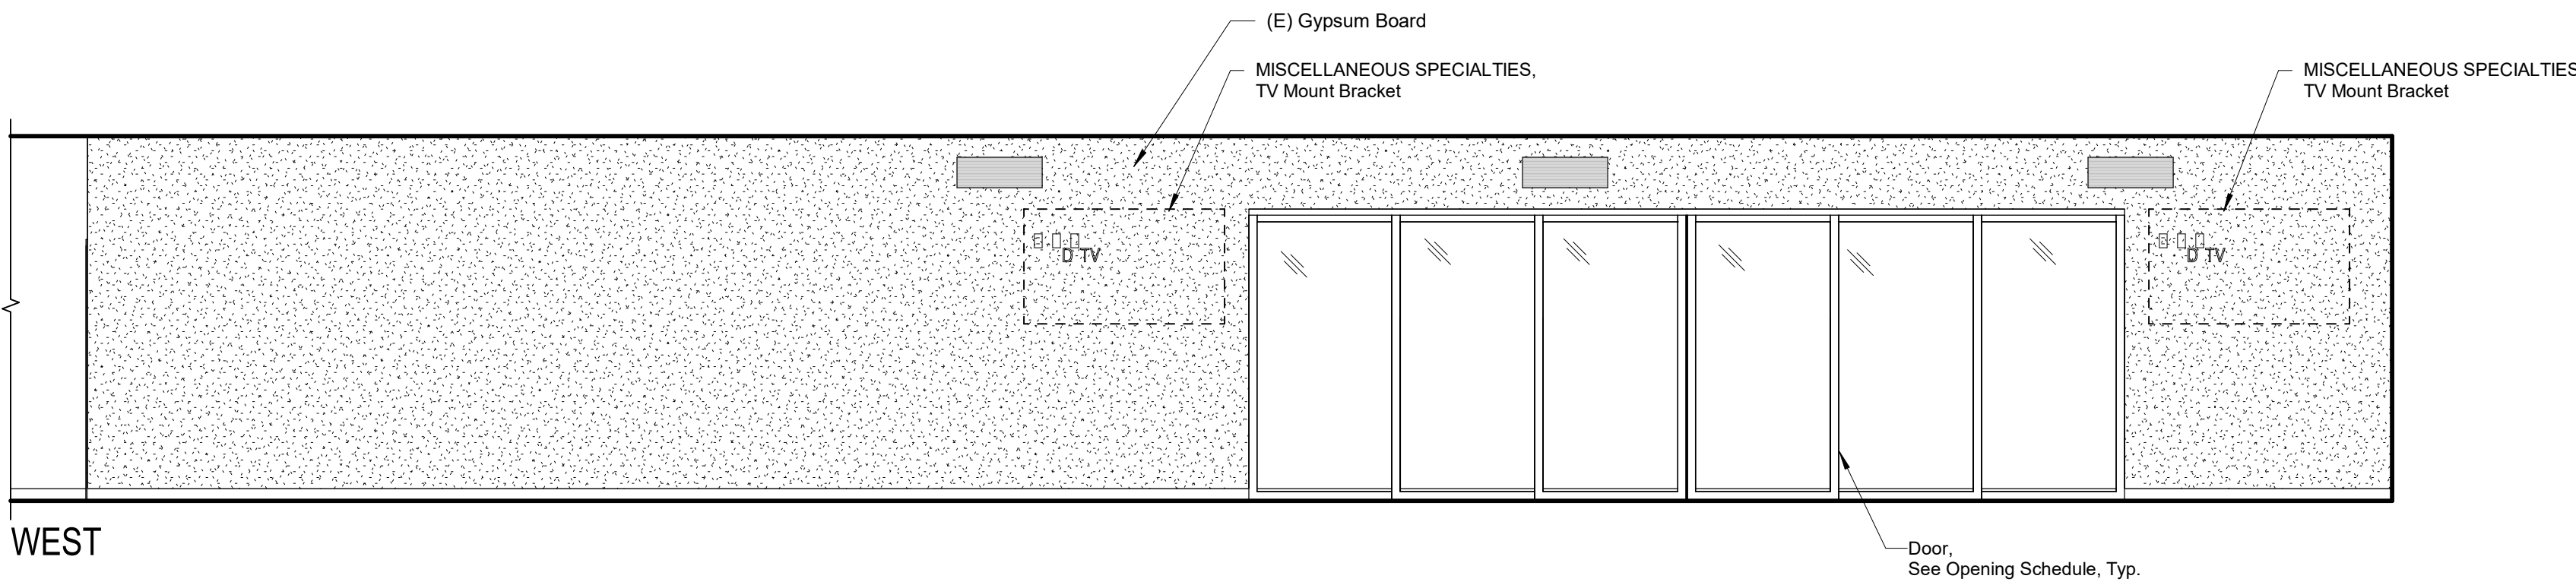 (E) Gypsum Board
MISCELLANEOUS SPECIALTIES,
TV Mount Bracket
MISCELLANEOUS SPECIALTIES
TV Mount Bracket
D TV
D TV
WEST
Door,
See Opening Schedule, Typ.